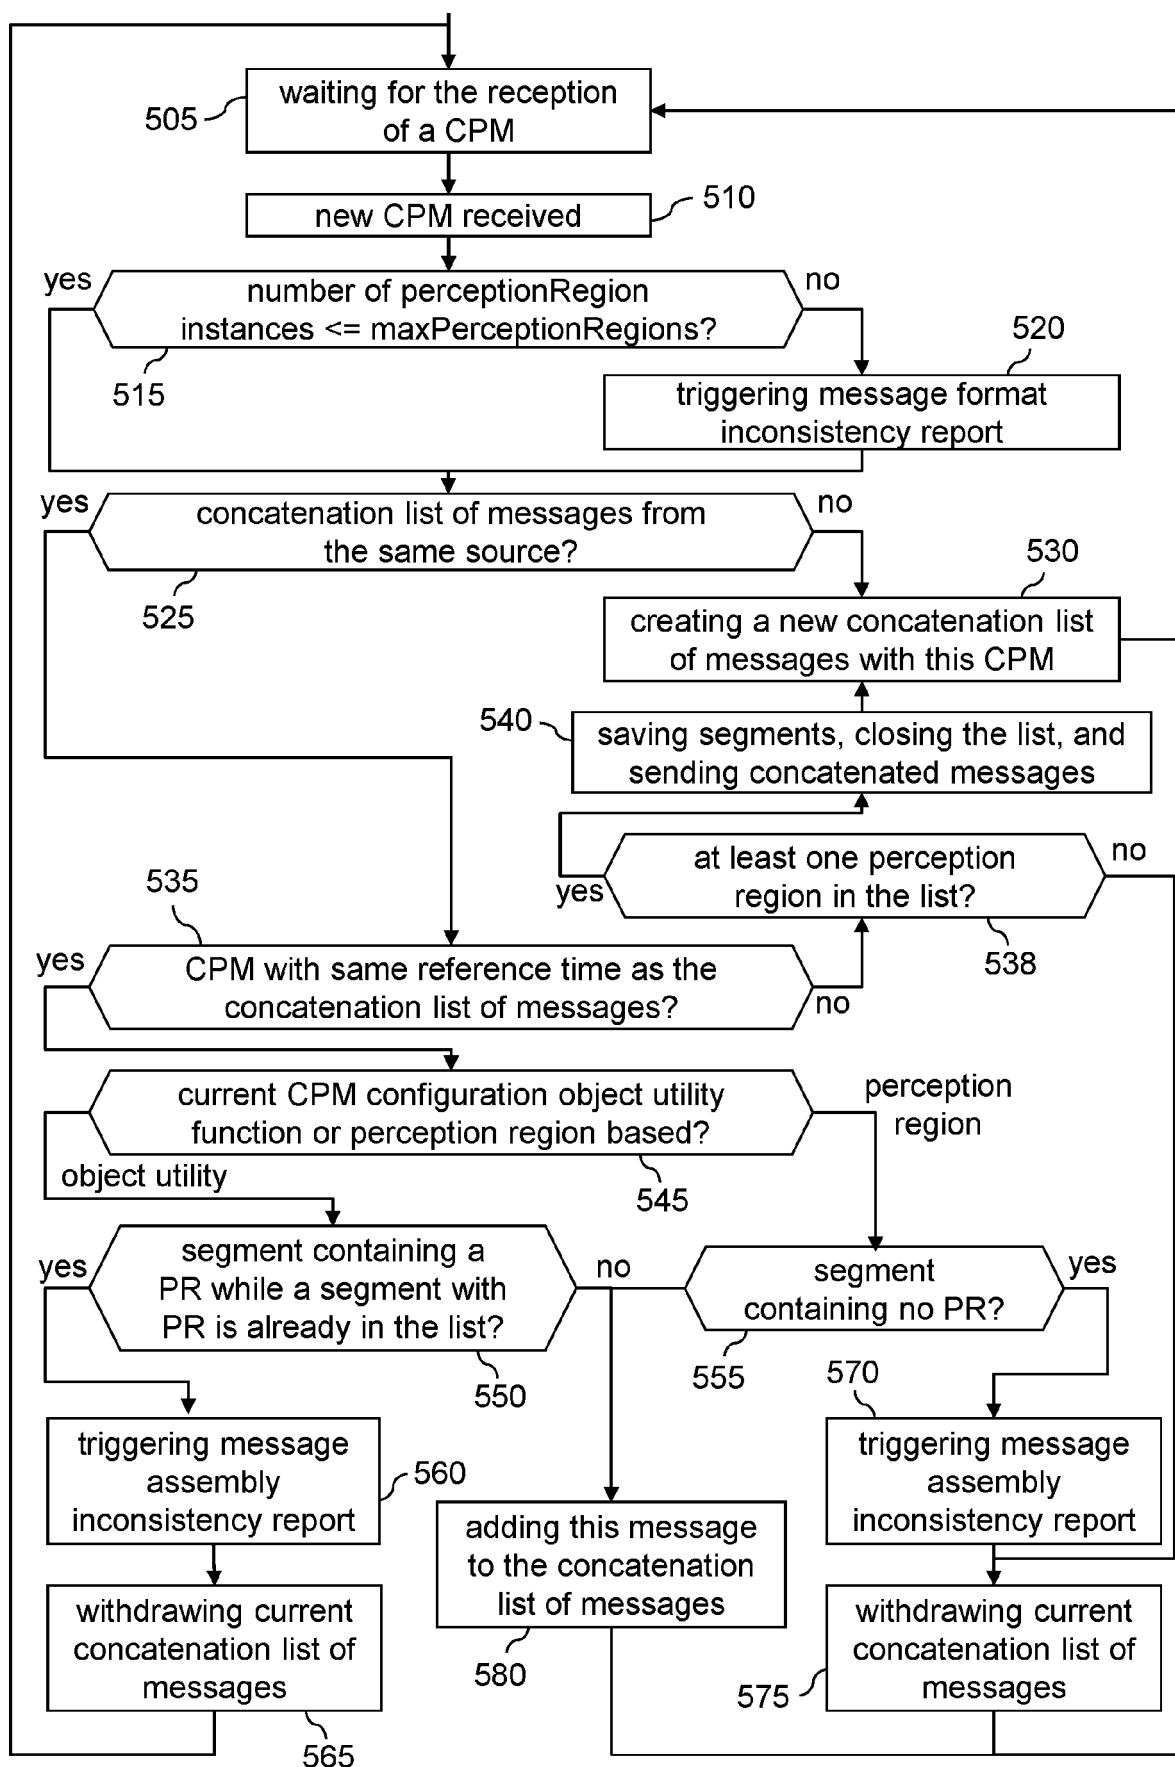 waiting for the reception
of a CPM
505
new CPM received
510
yes
number of perceptionRegion
instances <= maxPerceptionRegions?
no
515
520
triggering message format
inconsistency report
yes
concatenation list of messages from
the same source?
no
525
530
creating a new concatenation list
of messages with this CPM
540
saving segments, closing the list, and
sending concatenated messages
at least one perception
region in the list?
no
yes
538
535
yes
CPM with same reference time as the
concatenation list of messages?
no
current CPM configuration object utility
function or perception region based?
perception
region
object utility
545
yes
segment containing a
PR while a segment with
PR is already in the list?
no
550
segment
containing no PR?
yes
555
570
triggering message
assembly
inconsistency report
560
adding this message
to the concatenation
list of messages
580
triggering message
assembly
inconsistency report
withdrawing current
concatenation list of
messages
565
withdrawing current
concatenation list of
messages
575